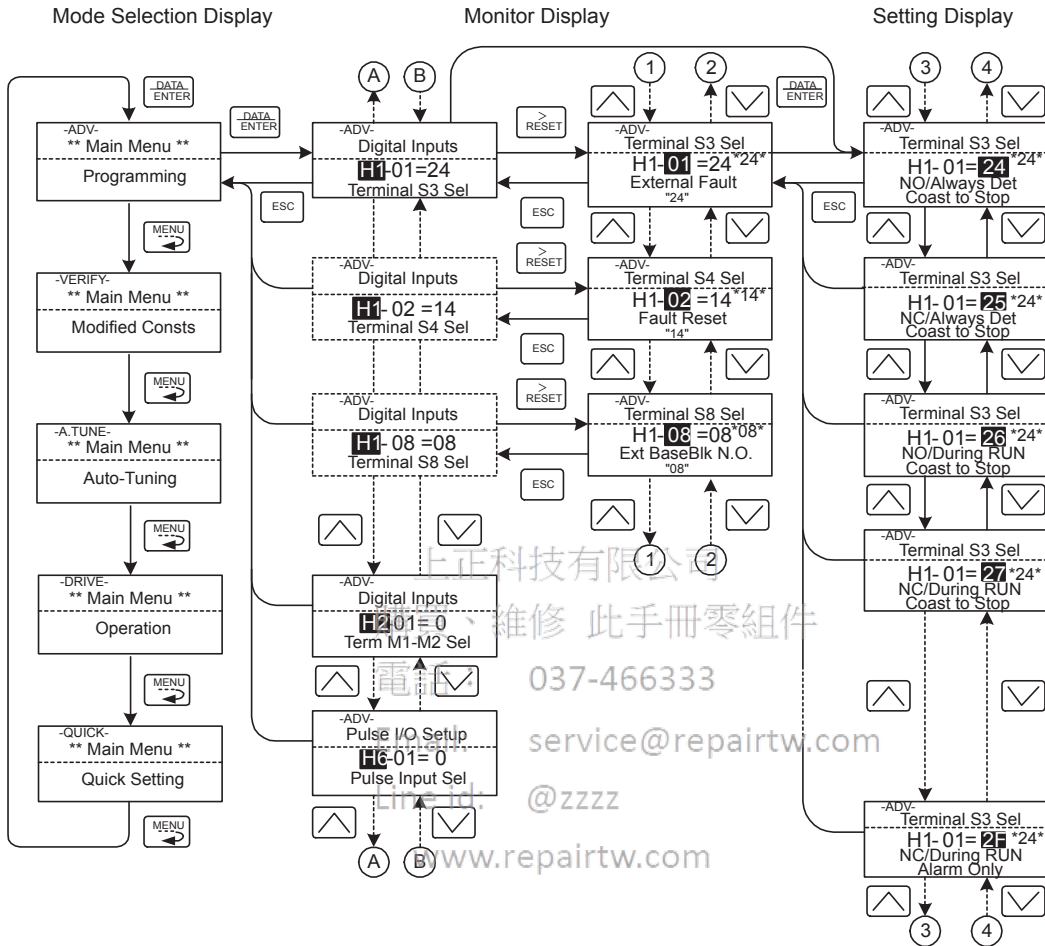 Mode Selection Display
Monitor Display
Setting Display
DATA
ENTER
-ADV-
** Main Menu **
Programming
MENU
-VERIFY-
** Main Menu **
Modified Consts
MENU
-A.TUNE-
** Main Menu **
Auto-Tuning
MENU
-DRIVE-
** Main Menu **
Operation
MENU
-QUICK-
** Main Menu **
Quick Setting
MENU
DATA
ENTER
ESC
A
B
-ADV-
Digital Inputs
H1-01=24
Terminal S3 Sel
-ADV-
Digital Inputs
H1- 02 =14
Terminal S4 Sel
-ADV-
Digital Inputs
H1- 08 =08
Terminal S8 Sel
-ADV-
Digital Inputs
H2-01= 0
Term M1-M2 Sel
-ADV-
Pulse I/O Setup
H6-01= 0
Pulse Input Sel
A
B
>
RESET
ESC
>
RESET
ESC
>
RESET
ESC
1
2
-ADV-
Terminal S3 Sel
H1- 01 =24 *24*
External Fault
"24"
-ADV-
Terminal S4 Sel
H1- 02 =14 *14*
Fault Reset
"14"
-ADV-
Terminal S8 Sel
H1- 08 =08 *08*
Ext BaseBlk N.O.
"08"
1
2
DATA
ENTER
ESC
3
4
-ADV-
Terminal S3 Sel
H1- 01= 24 *24*
NO/Always Det
Coast to Stop
-ADV-
Terminal S3 Sel
H1- 01= 25 *24*
NC/Always Det
Coast to Stop
-ADV-
Terminal S3 Sel
H1- 01= 26 *24*
NO/During RUN
Coast to Stop
-ADV-
Terminal S3 Sel
H1- 01= 27 *24*
NC/During RUN
Coast to Stop
-ADV-
Terminal S3 Sel
H1- 01= 2F *24*
NC/During RUN
Alarm Only
3
4
上正科技有限公司
購買、維修 此手冊零組件
電話： 037-466333
Email: service@repairtw.com
Line id: @zzzz
www.repairtw.com